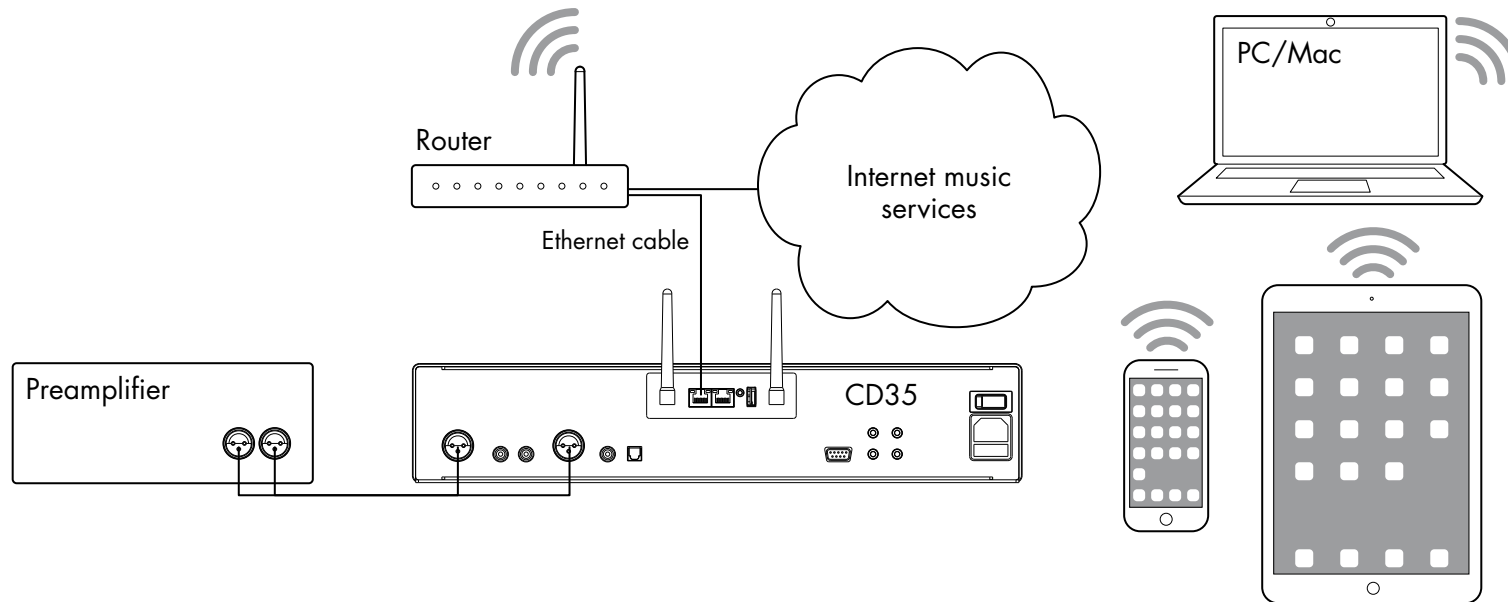 PC/Mac
Router
Internet music
services
Ethernet cable
Preamplifier
CD35